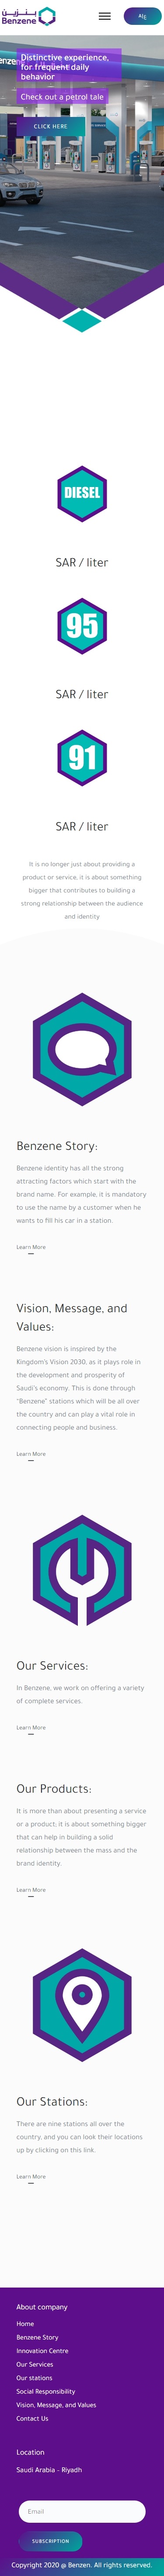 بنزين
Benzene
Distinctive experience,
for frequent daily
behavior
Check out a petrol tale
CLICK HERE
DIESEL
SAR / liter
95
SAR / liter
91
SAR / liter
It is no longer just about providing a
product or service, it is about something
bigger that contributes to building a
strong relationship between the audience
and identity
Benzene Story:
Benzene identity has all the strong
attracting factors which start with the
brand name. For example, it is mandatory
to use the name by a customer when he
wants to fill his car in a station.
Learn More
Vision, Message, and
Values:
Benzene vision is inspired by the
Kingdom's Vision 2030, as it plays role in
the development and prosperity of
Saudi's economy. This is done through
"Benzene" stations which will be all over
the country and can play a vital role in
connecting people and business.
Learn More
Our Services:
In Benzene, we work on offering a variety
of complete services.
Learn More
Our Products:
It is more than about presenting a service
or a product; it is about something bigger
that can help in building a solid
relationship between the mass and the
brand identity.
Learn More
Our Stations:
There are nine stations all over the
country, and you can look their locations
up by clicking on this link.
Learn More
About company
Home
Benzene Story
Innovation Centre
Our Services
Our stations
Social Responsibility
Vision, Message, and Values
Contact Us
Location
Saudi Arabia - Riyadh
Email
SUBSCRIPTION
Copyright 2020 @ Benzen. All rights reserved.